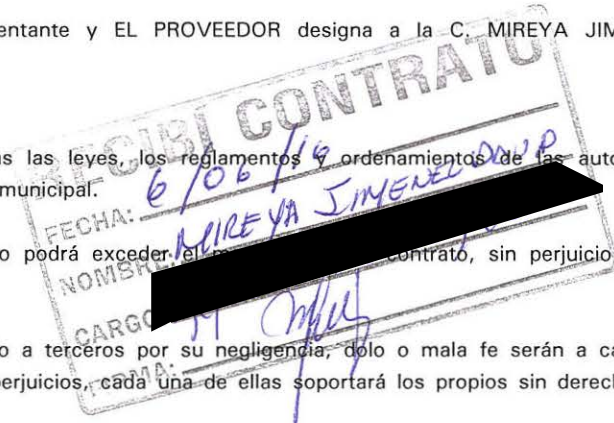 entante y EL PROVEEDOR designa a la C. MIREYA JIM
RECIBI CONTRATO
us las leyes, los reglamentos y ordenamientos de las auto
municipal.
FECHA: 6/06/16
NOMBRE: MIREYA JIMENEZ
o podrá exceder el contrato, sin perjuicio
CARGO
o a terceros por su negligencia, dolo o mala fe serán a ca
FIRMA:
perjuicios, cada una de ellas soportará los propios sin derech